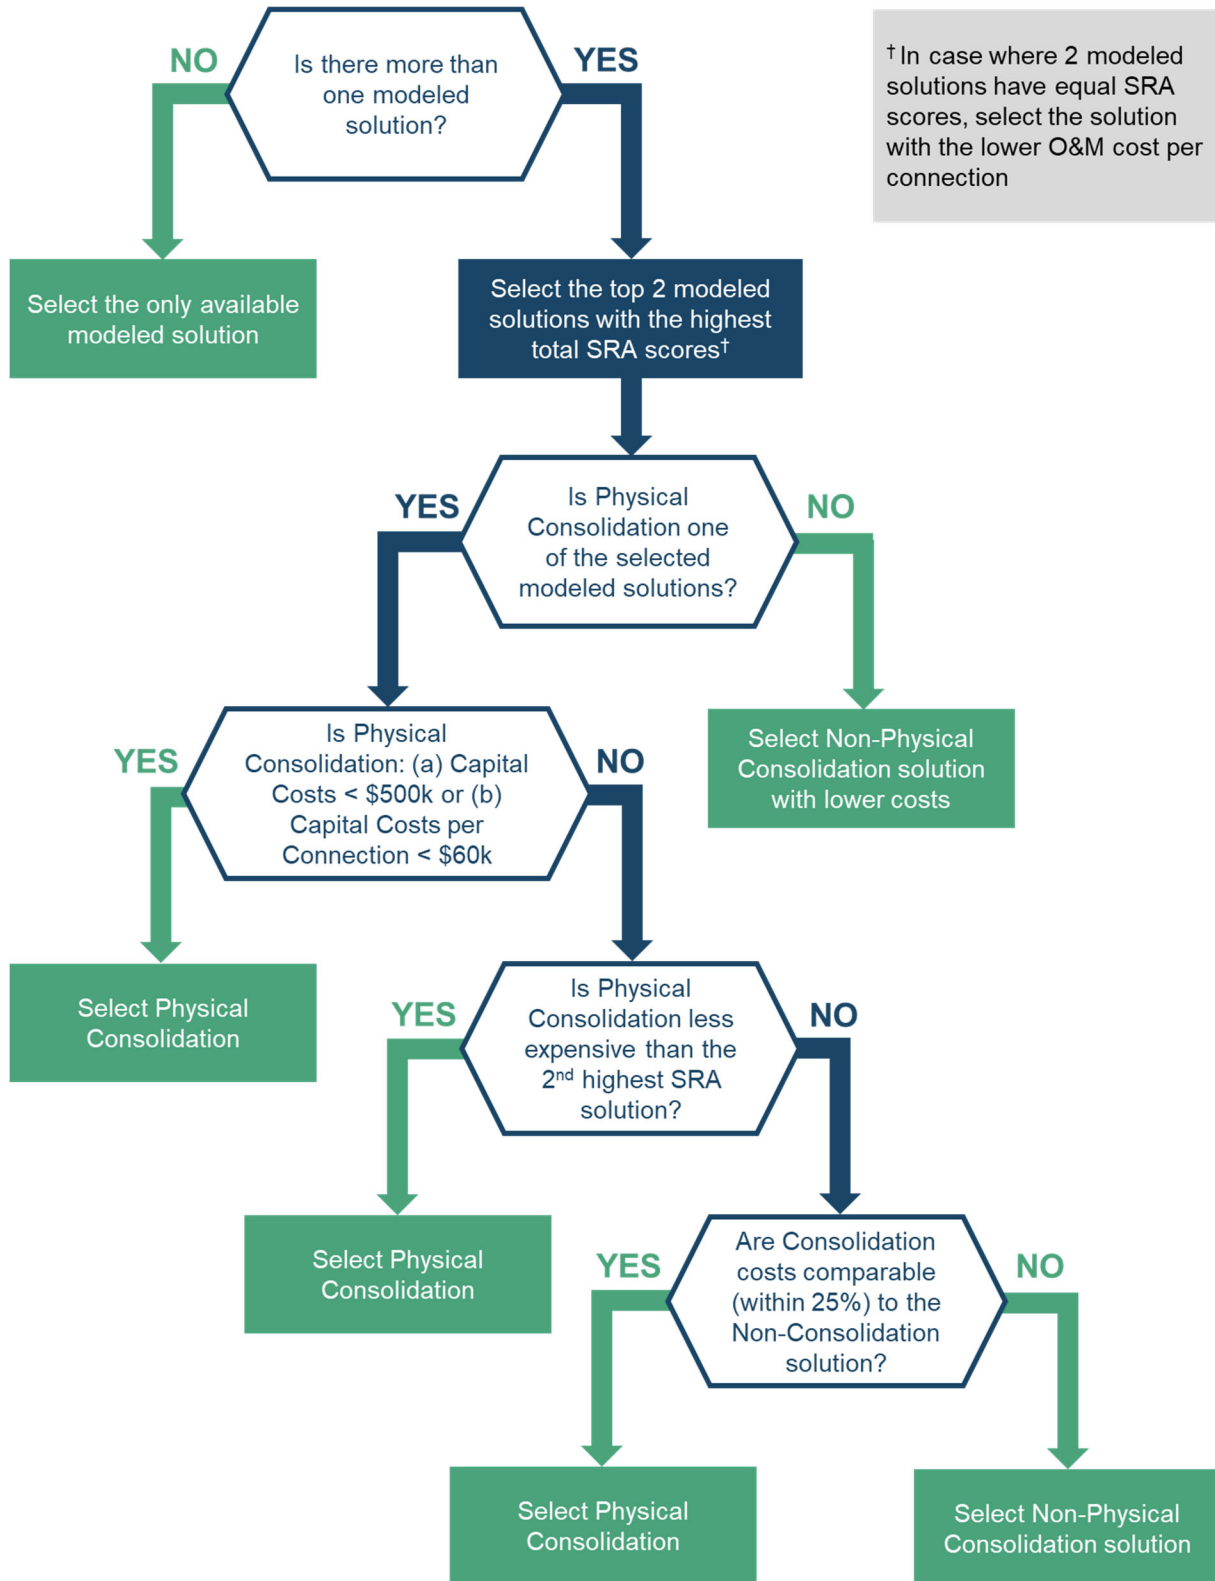 NO
Is there more than
one modeled
solution?
YES
† In case where 2 modeled
solutions have equal SRA
scores, select the solution
with the lower O&M cost per
connection
Select the only available
modeled solution
Select the top 2 modeled
solutions with the highest
total SRA scores†
YES
Is Physical
Consolidation one
of the selected
modeled solutions?
NO
YES
Is Physical
Consolidation: (a) Capital
Costs < $500k or (b)
Capital Costs per
Connection < $60k
NO
Select Non-Physical
Consolidation solution
with lower costs
Select Physical
Consolidation
YES
Is Physical
Consolidation less
expensive than the
2nd highest SRA
solution?
NO
Select Physical
Consolidation
YES
Are Consolidation
costs comparable
(within 25%) to the
Non-Consolidation
solution?
NO
Select Physical
Consolidation
Select Non-Physical
Consolidation solution